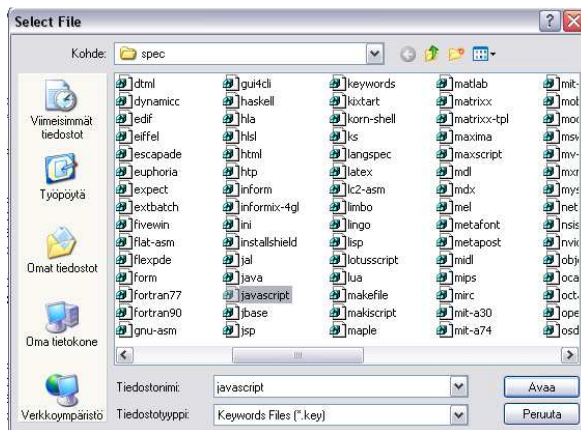 Select File
Kohde: spec
Viimeisimmät tiedostot
Työpöytä
Omat tiedostot
Oma tietokone
Verkkoympäristö
dtml
dynamicc
edif
eiffel
escapade
euphoria
expect
extbatch
fivewin
flat-asm
flexpde
form
fortran77
fortran90
gnu-asm
gui4cli
haskell
hla
hlsl
html
htp
inform
informix-4gl
ini
installshield
jal
java
javascript
jbase
jsp
keywords
kixtart
korn-shell
ks
langspec
latex
lc2-asm
limbo
lingo
lisp
lotusscript
lua
makefile
makiscript
maple
matlab
matrixx
matrixx-tpl
maxima
maxscript
mdl
mdx
mel
metafont
metapost
midl
mips
mirc
mit-a30
mit-a74
mit-
Tiedostonimi: javascript Avaa
Tiedostotyyppi: Keywords Files (*.key) Peruuta